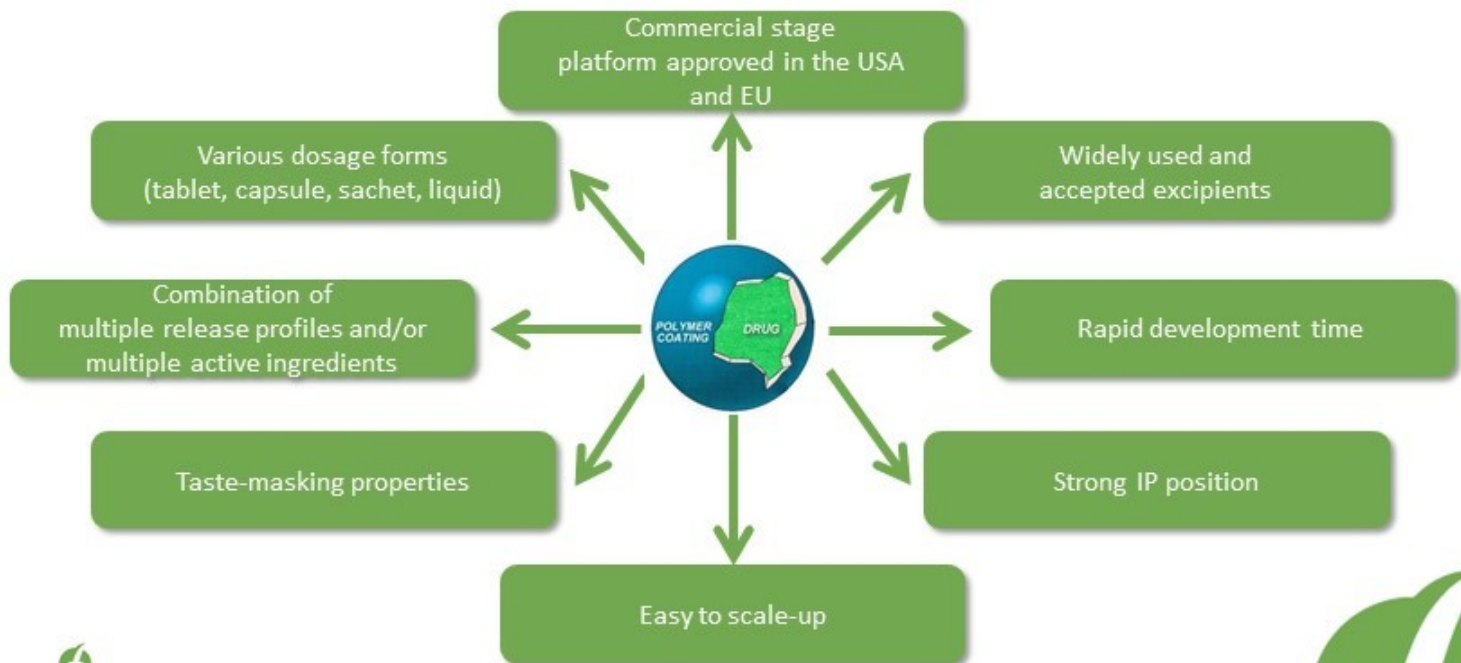 Commercial stage
platform approved in the USA
and EU
Various dosage forms
(tablet, capsule, sachet, liquid)
Widely used and
accepted excipients
Combination of
multiple release profiles and/or
multiple active ingredients
POLYMER
COATING
DRUG
Rapid development time
Taste-masking properties
Strong IP position
Easy to scale-up